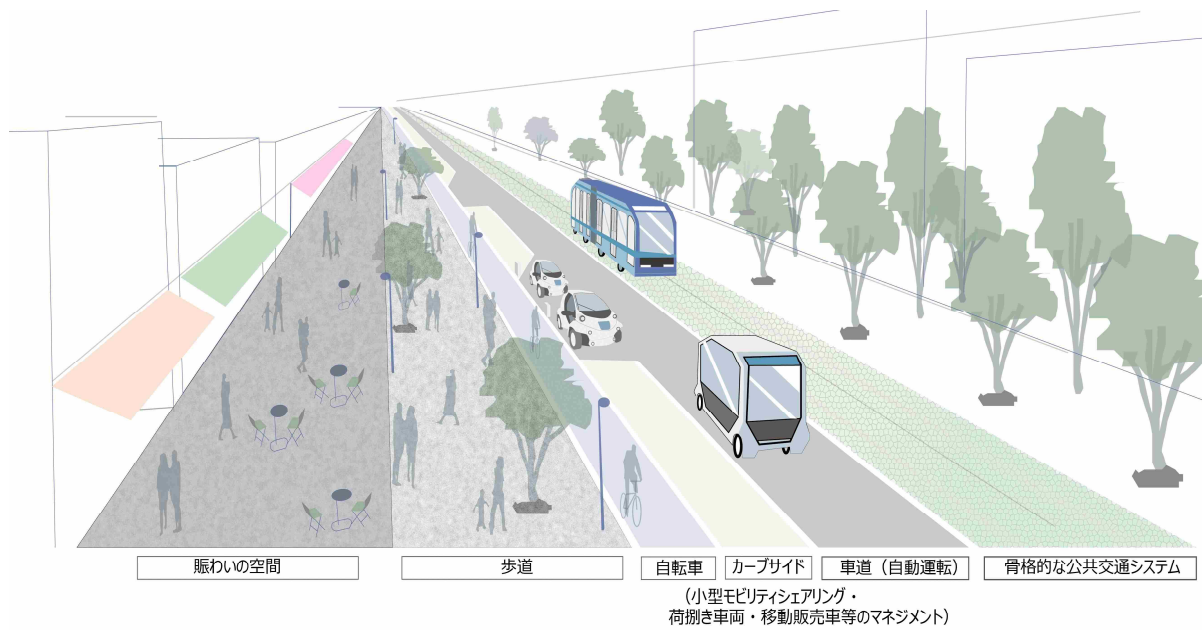 賑わいの空間
歩道
自転車
カーブサイド
車道（自動運転）
骨格的な公共交通システム
（小型モビリティシェアリング・
荷捌き車両・移動販売車等のマネジメント）